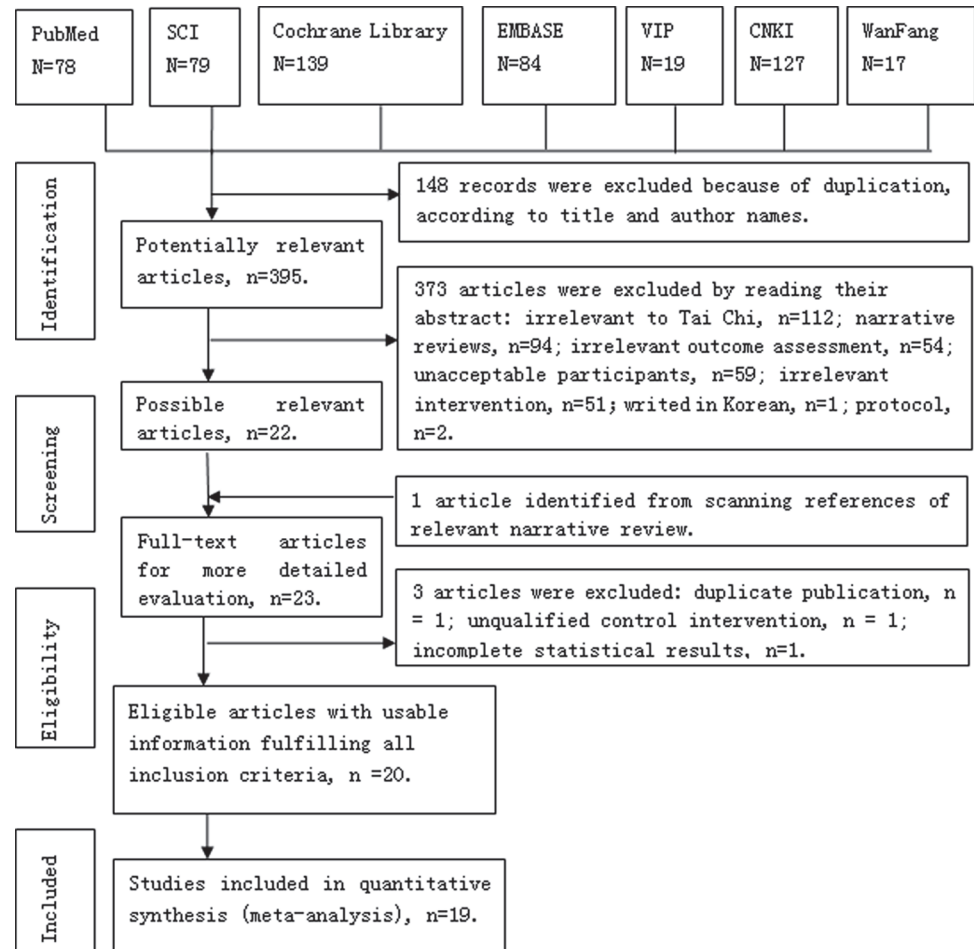 PubMed
N=78
SCI
N=79
Cochrane Library
N=139
EMBASE
N=84
VIP
N=19
CNKI
N=127
WanFang
N=17
Identification
148 records were excluded because of duplication,
according to title and author names.
Potentially relevant
articles, n=395.
373 articles were excluded by reading their
abstract: irrelevant to Tai Chi, n=112; narrative
reviews, n=94; irrelevant outcome assessment, n=54;
unacceptable participants, n=59; irrelevant
intervention, n=51; writed in Korean, n=1; protocol,
n=2.
Screening
Possible relevant
articles, n=22.
1 article identified from scanning references of
relevant narrative review.
Full-text articles
for more detailed
evaluation, n=23.
Eligibility
3 articles were excluded: duplicate publication, n
= 1; unqualified control intervention, n = 1;
incomplete statistical results, n=1.
Eligible articles with usable
information fulfilling all
inclusion criteria, n =20.
Included
Studies included in quantitative
synthesis (meta-analysis), n=19.